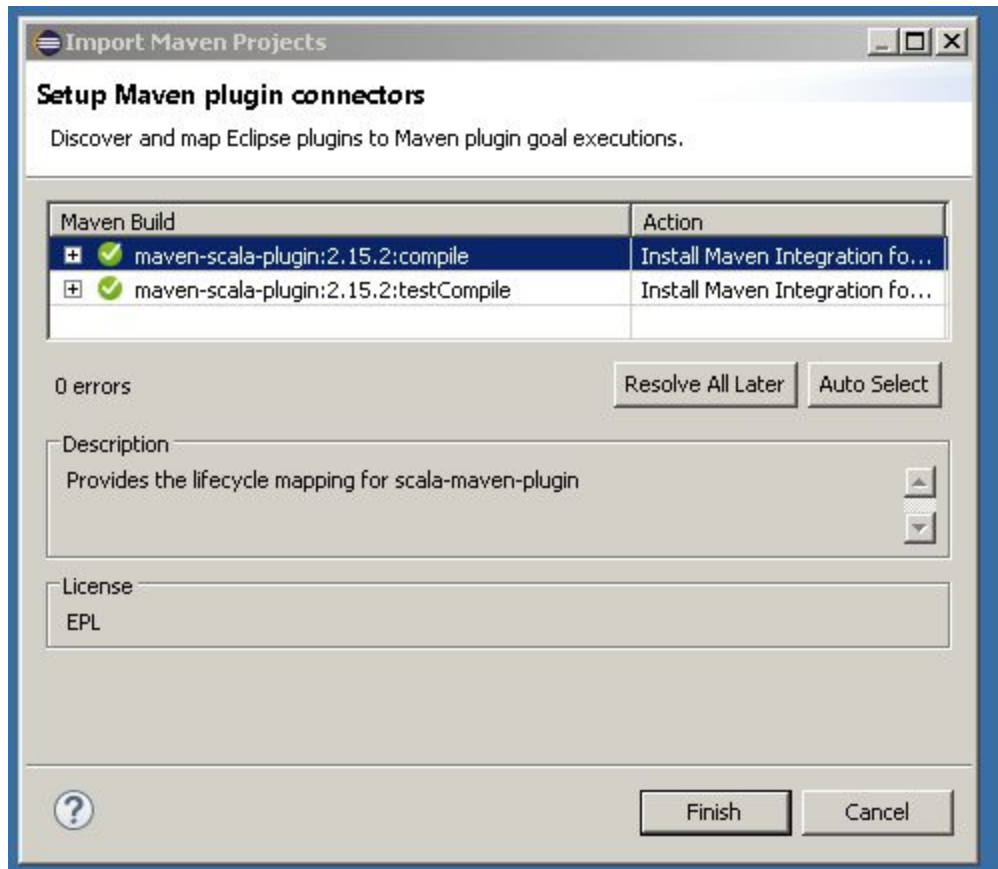 Import Maven Projects
Setup Maven plugin connectors
Discover and map Eclipse plugins to Maven plugin goal executions.
Maven Build Action
maven-scala-plugin:2.15.2:compile Install Maven Integration fo...
maven-scala-plugin:2.15.2:testCompile Install Maven Integration fo...
0 errors Resolve All Later Auto Select
Description
Provides the lifecycle mapping for scala-maven-plugin
License
EPL
? Finish Cancel